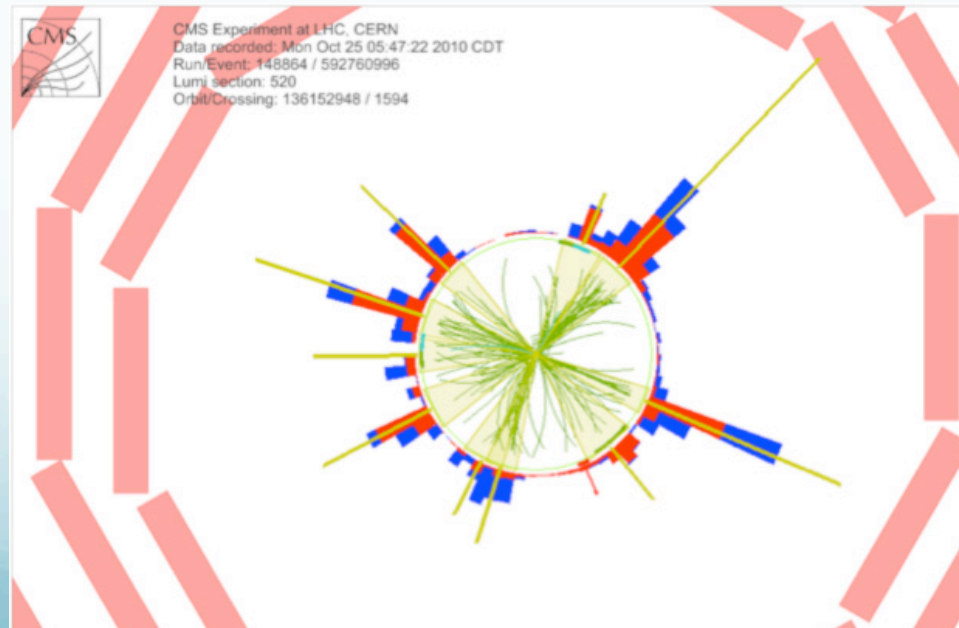 CMS
CMS Experiment at LHC, CERN
Data recorded: Mon Oct 25 05:47:22 2010 CDT
Run/Event: 148864 / 592760996
Lumi section: 520
Orbit/Crossing: 136152948 / 1594